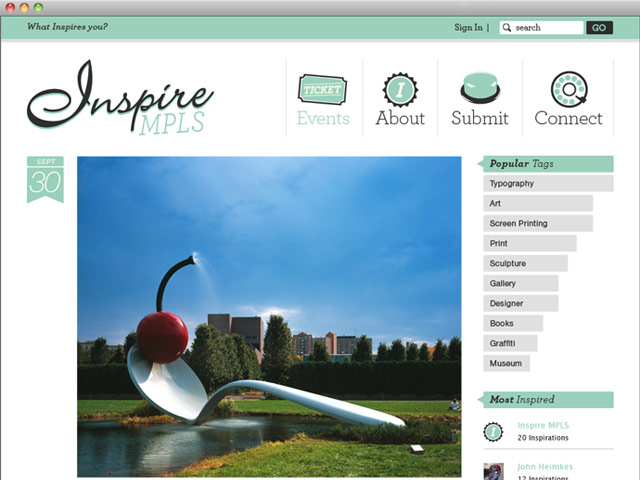 What Inspires you?
Sign In |
search
GO
Inspire
MPLS
TICKET
Events
I
About
Submit
Connect
SEPT
30
Popular Tags
Typography
Art
Screen Printing
Print
Sculpture
Gallery
Designer
Books
Graffiti
Museum
Most Inspired
I
Inspire MPLS
20 Inspirations
John Heimkes
12 Inspirations